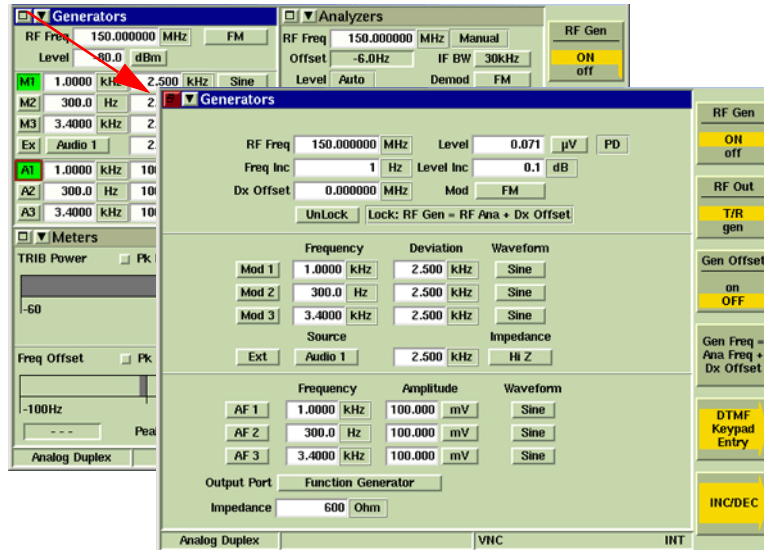 Generators
RF Freq 150.000000 MHz FM
Level -80.0 dBm
M1 1.0000 kHz 2.500 kHz Sine
M2 300.0 Hz 2.
M3 3.4000 kHz 2.
Ex Audio 1 2.
A1 1.0000 kHz 10
A2 300.0 Hz 10
A3 3.4000 kHz 10
Analyzers
RF Freq 150.000000 MHz Manual
Offset -6.0Hz IF BW 30kHz
Level Auto Demod FM
RF Gen
ON
off
Meters
TRIB Power Pk
-60
Freq Offset Pk
-100Hz
- - - Pea
Analog Duplex
Generators
RF Freq 150.000000 MHz Level 0.071 µV PD
Freq Inc 1 Hz Level Inc 0.1 dB
Dx Offset 0.000000 MHz Mod FM
UnLock Lock: RF Gen = RF Ana + Dx Offset
Frequency Deviation Waveform
Mod 1 1.0000 kHz 2.500 kHz Sine
Mod 2 300.0 Hz 2.500 kHz Sine
Mod 3 3.4000 kHz 2.500 kHz Sine
Source Impedance
Ext Audio 1 2.500 kHz Hi Z
Frequency Amplitude Waveform
AF 1 1.0000 kHz 100.000 mV Sine
AF 2 300.0 Hz 100.000 mV Sine
AF 3 3.4000 kHz 100.000 mV Sine
Output Port Function Generator
Impedance 600 Ohm
Analog Duplex VNC INT
RF Gen
ON
off
RF Out
T/R
gen
Gen Offset
on
OFF
Gen Freq =
Ana Freq +
Dx Offset
DTMF
Keypad
Entry
INC/DEC